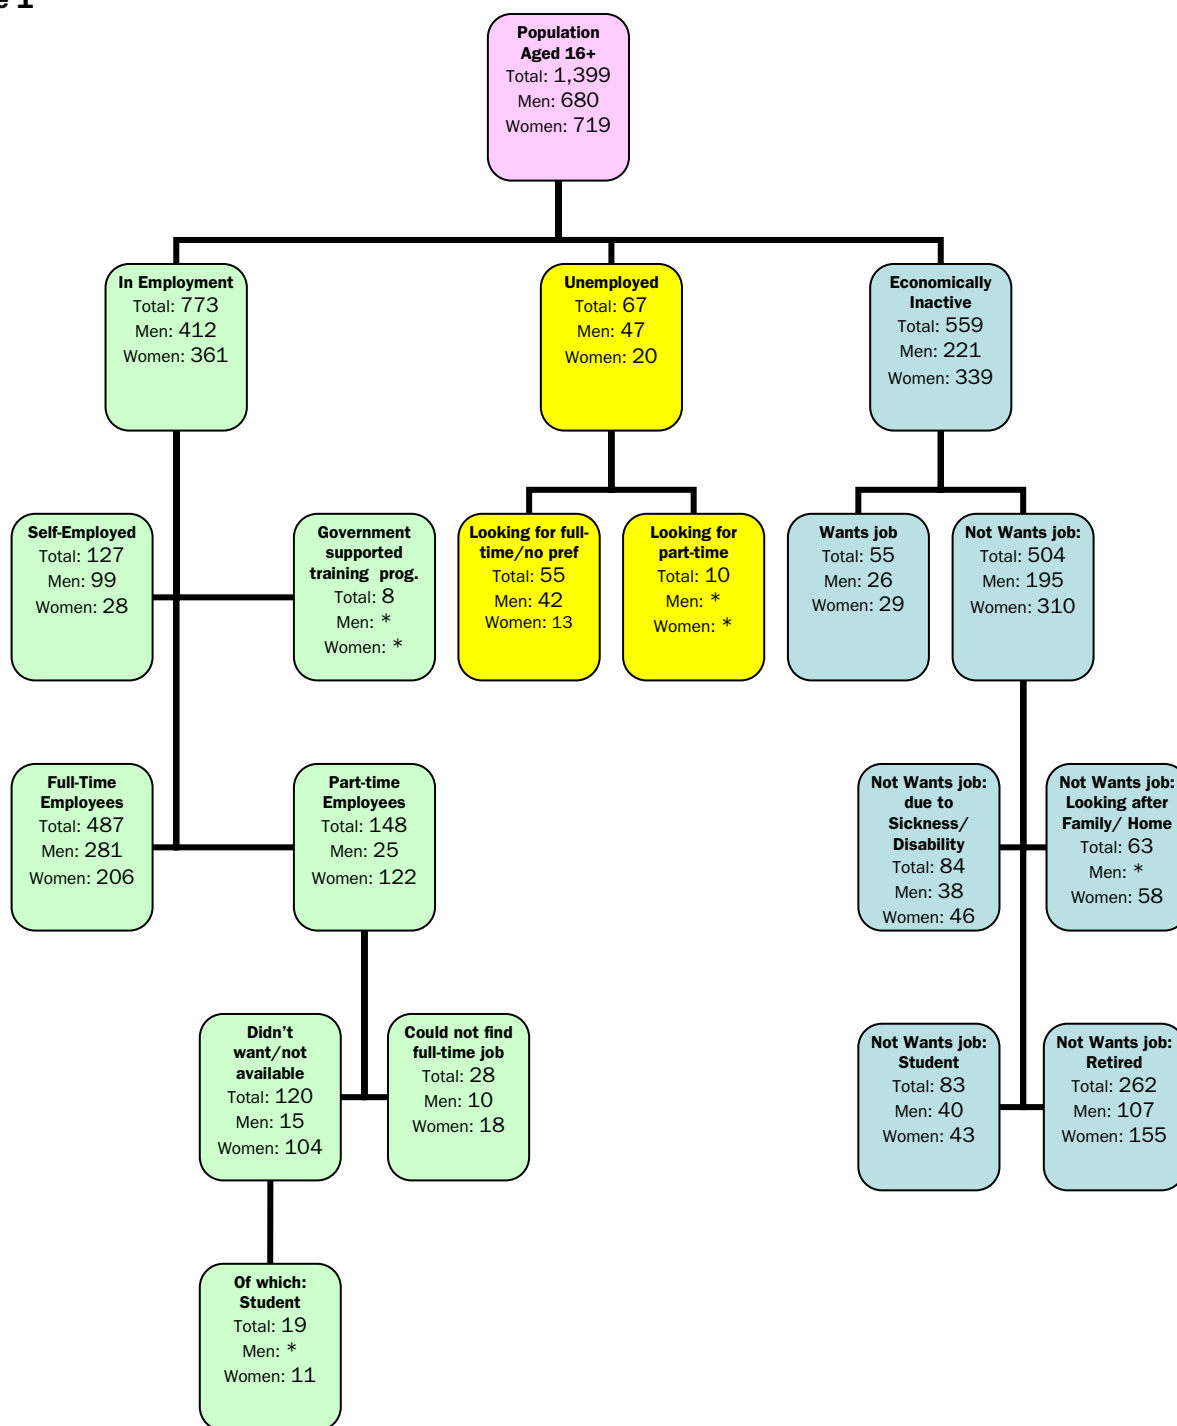 e 1
Population
Aged 16+
Total: 1,399
Men: 680
Women: 719
In Employment
Total: 773
Men: 412
Women: 361
Unemployed
Total: 67
Men: 47
Women: 20
Economically
Inactive
Total: 559
Men: 221
Women: 339
Self-Employed
Total: 127
Men: 99
Women: 28
Government
supported
training prog.
Total: 8
Men: *
Women: *
Looking for full-
time/no pref
Total: 55
Men: 42
Women: 13
Looking for
part-time
Total: 10
Men: *
Women: *
Wants job
Total: 55
Men: 26
Women: 29
Not Wants job:
Total: 504
Men: 195
Women: 310
Full-Time
Employees
Total: 487
Men: 281
Women: 206
Part-time
Employees
Total: 148
Men: 25
Women: 122
Not Wants job:
due to
Sickness/
Disability
Total: 84
Men: 38
Women: 46
Not Wants job:
Looking after
Family/ Home
Total: 63
Men: *
Women: 58
Didn't
want/not
available
Total: 120
Men: 15
Women: 104
Could not find
full-time job
Total: 28
Men: 10
Women: 18
Not Wants job:
Student
Total: 83
Men: 40
Women: 43
Not Wants job:
Retired
Total: 262
Men: 107
Women: 155
Of which:
Student
Total: 19
Men: *
Women: 11